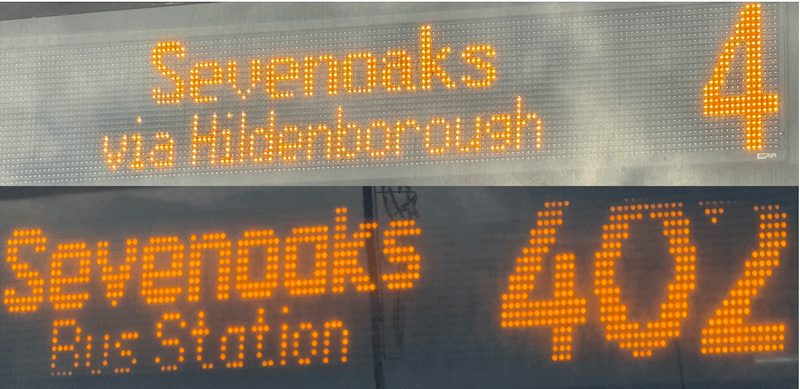 Sevenoaks 4
via Hildenborough
Sevenoaks 402
Bus Station